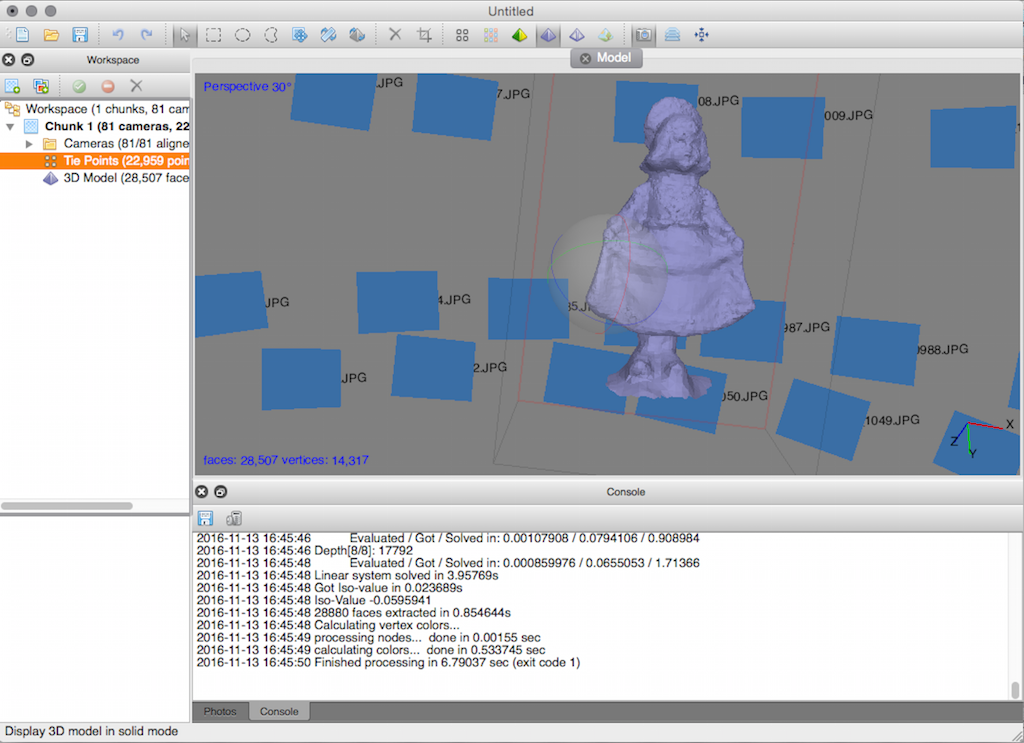 Untitled
Workspace
Model
Workspace (1 chunks, 81 cam
Chunk 1 (81 cameras, 22
Cameras (81/81 aligne
Tie Points (22,959 poin
3D Model (28,507 face
Perspective 30°
.JPG
7.JPG
08.JPG
009.JPG
JPG
4.JPG
35.J
987.JPG
0988.JPG
.JPG
2.JPG
050.JPG
1049.JPG
X
Z
Y
faces: 28,507 vertices: 14,317
Console
2016-11-13 16:45:46 Evaluated / Got / Solved in: 0.00107908 / 0.0794106 / 0.908984
2016-11-13 16:45:46 Depth[8/8]: 17792
2016-11-13 16:45:48 Evaluated / Got / Solved in: 0.000859976 / 0.0655053 / 1.71366
2016-11-13 16:45:48 Linear system solved in 3.95769s
2016-11-13 16:45:48 Got Iso-value in 0.023689s
2016-11-13 16:45:48 Iso-Value -0.0595941
2016-11-13 16:45:48 28880 faces extracted in 0.854644s
2016-11-13 16:45:48 Calculating vertex colors...
2016-11-13 16:45:49 processing nodes... done in 0.00155 sec
2016-11-13 16:45:49 calculating colors... done in 0.533745 sec
2016-11-13 16:45:50 Finished processing in 6.79037 sec (exit code 1)
Photos
Console
Display 3D model in solid mode